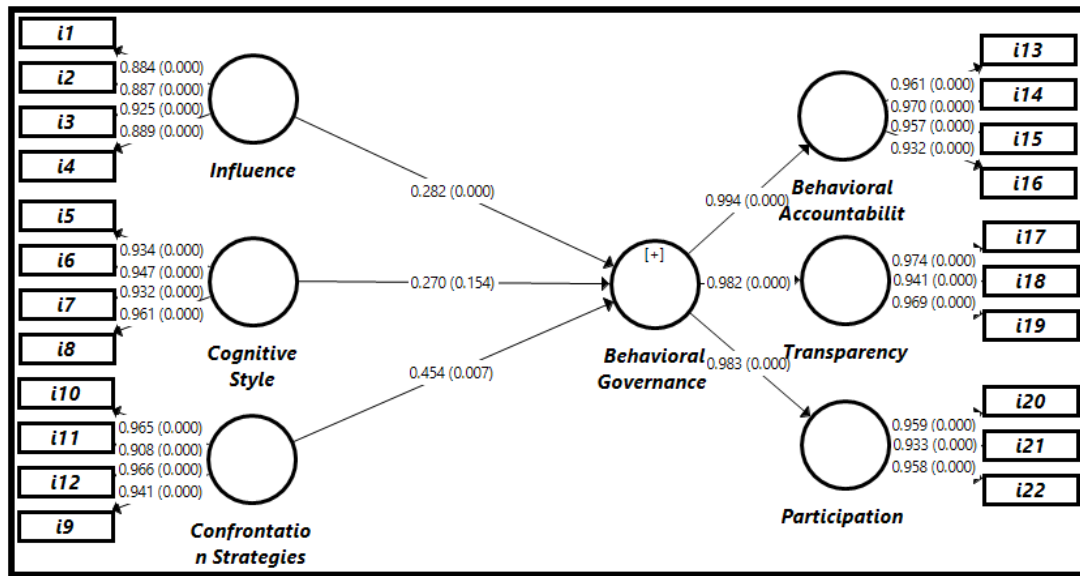 i1
i2
i3
i4
0.884 (0.000)
0.887 (0.000)
0.925 (0.000)
0.889 (0.000)
Influence
i5
i6
i7
i8
0.934 (0.000)
0.947 (0.000)
0.932 (0.000)
0.961 (0.000)
Cognitive
Style
i10
i11
i12
i9
0.965 (0.000)
0.908 (0.000)
0.966 (0.000)
0.941 (0.000)
Confrontatio
n Strategies
0.282 (0.000)
0.270 (0.154)
0.454 (0.007)
[+]
Behavioral
Governance
0.994 (0.000)
0.982 (0.000)
0.983 (0.000)
Behavioral
Accountabilit
0.961 (0.000)
0.970 (0.000)
0.957 (0.000)
0.932 (0.000)
i13
i14
i15
i16
Transparency
0.974 (0.000)
0.941 (0.000)
0.969 (0.000)
i17
i18
i19
Participation
0.959 (0.000)
0.933 (0.000)
0.958 (0.000)
i20
i21
i22